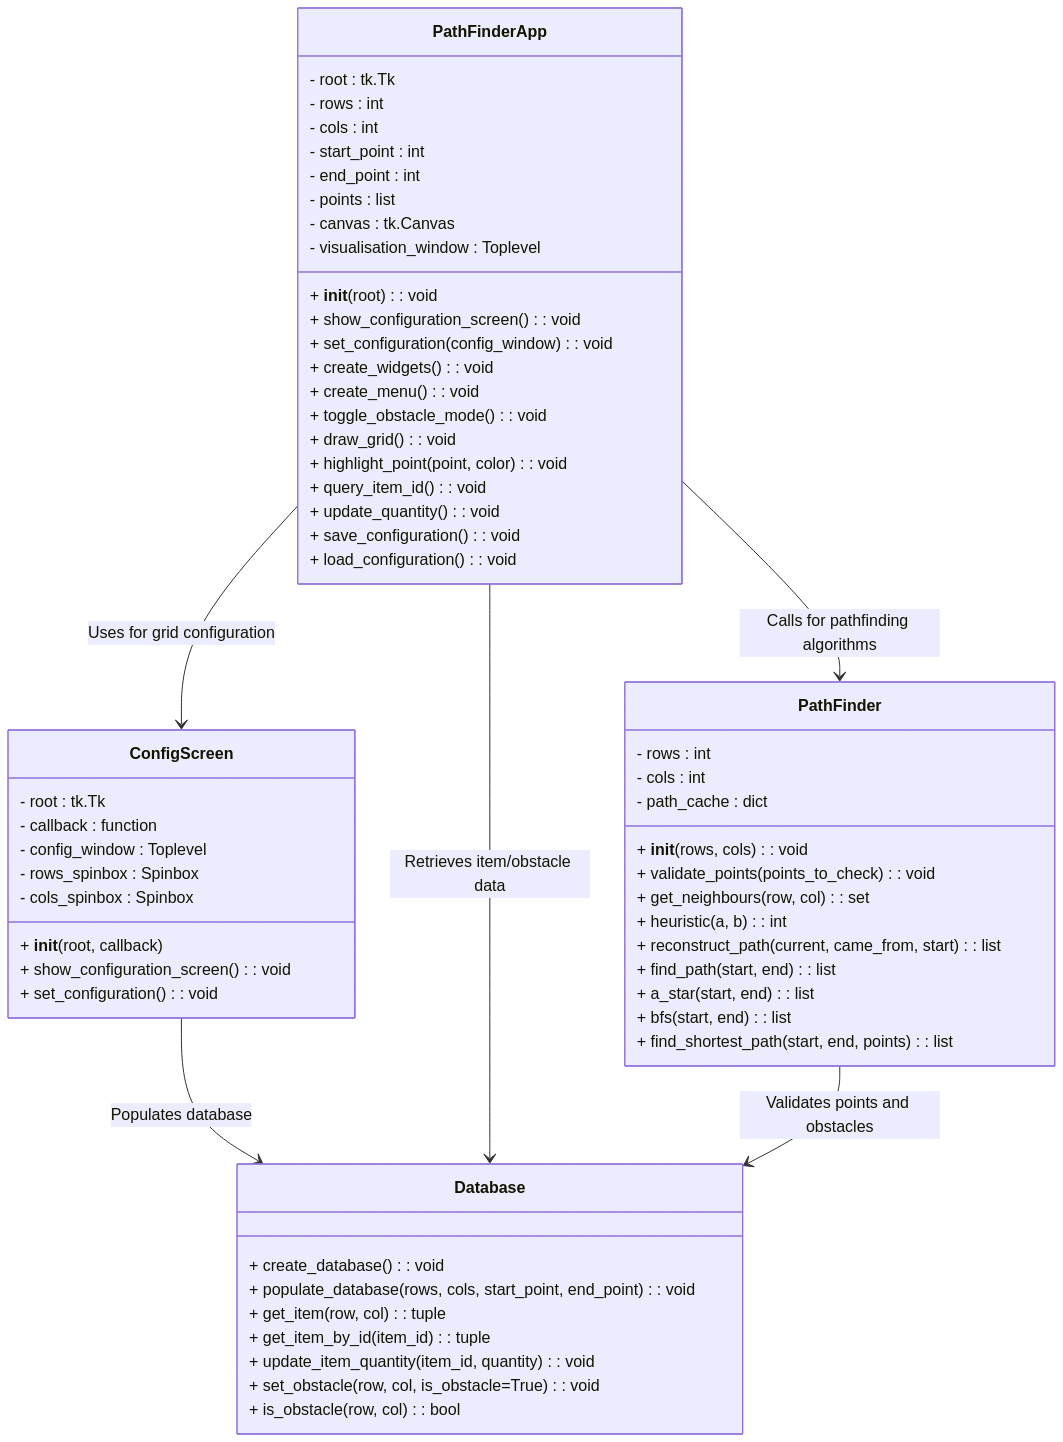 PathFinderApp
- root : tk.Tk
- rows : int
- cols : int
- start_point : int
- end_point : int
- points : list
- canvas : tk.Canvas
- visualisation_window : Toplevel
+ init(root) : : void
+ show_configuration_screen() : : void
+ set_configuration(config_window) : : void
+ create_widgets() : : void
+ create_menu() : : void
+ toggle_obstacle_mode() : : void
+ draw_grid() : : void
+ highlight_point(point, color) : : void
+ query_item_id() : : void
+ update_quantity() : : void
+ save_configuration() : : void
+ load_configuration() : : void
Uses for grid configuration
Calls for pathfinding
algorithms
ConfigScreen
- root : tk.Tk
- callback : function
- config_window : Toplevel
- rows_spinbox : Spinbox
- cols_spinbox : Spinbox
+ init(root, callback)
+ show_configuration_screen() : : void
+ set_configuration() : : void
Retrieves item/obstacle
data
PathFinder
- rows : int
- cols : int
- path_cache : dict
+ init(rows, cols) : : void
+ validate_points(points_to_check) : : void
+ get_neighbours(row, col) : : set
+ heuristic(a, b) : : int
+ reconstruct_path(current, came_from, start) : : list
+ find_path(start, end) : : list
+ a_star(start, end) : : list
+ bfs(start, end) : : list
+ find_shortest_path(start, end, points) : : list
Populates database
Validates points and
obstacles
Database
+ create_database() : : void
+ populate_database(rows, cols, start_point, end_point) : : void
+ get_item(row, col) : : tuple
+ get_item_by_id(item_id) : : tuple
+ update_item_quantity(item_id, quantity) : : void
+ set_obstacle(row, col, is_obstacle=True) : : void
+ is_obstacle(row, col) : : bool